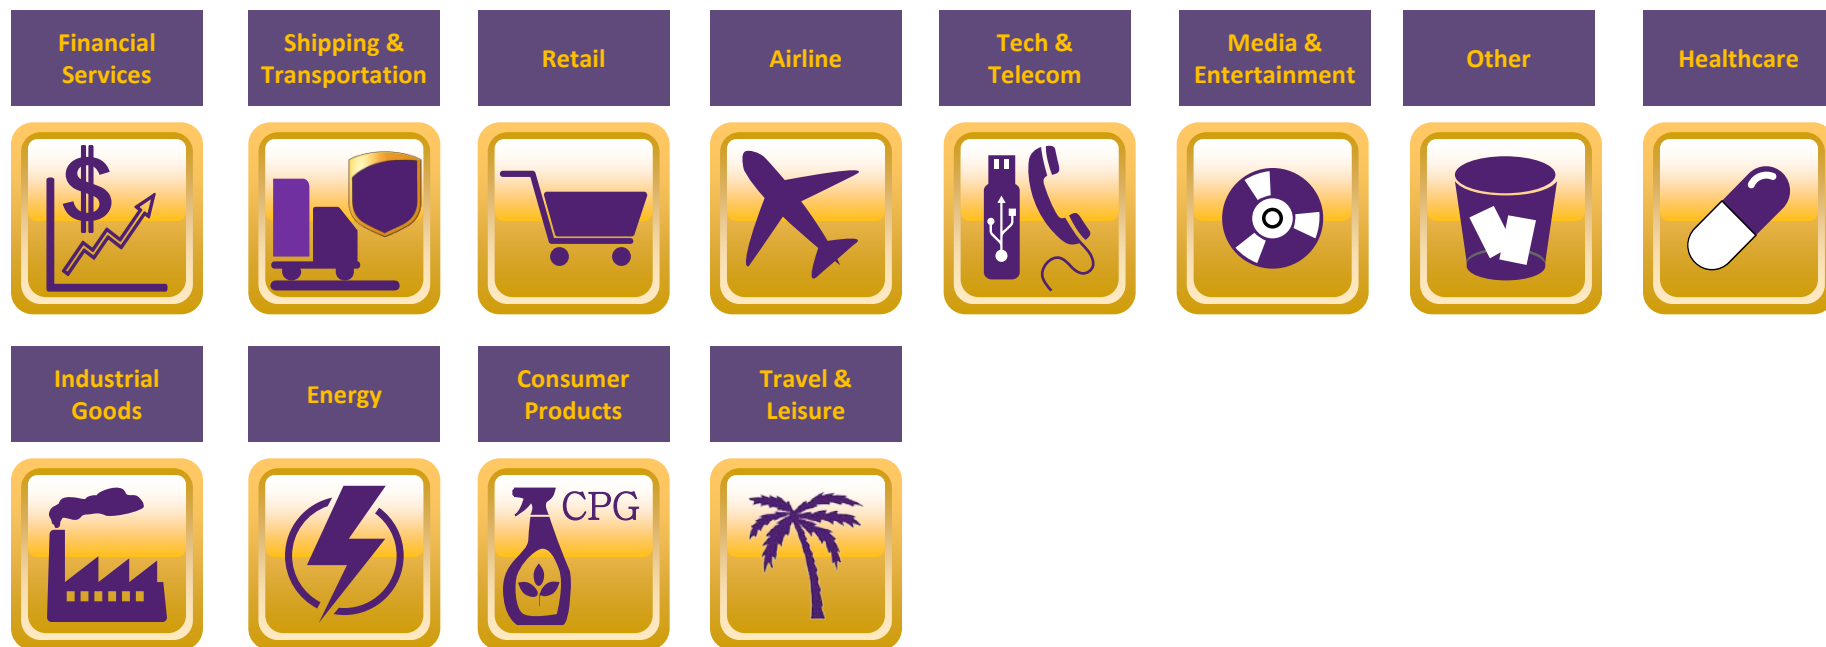 Financial
Services
Shipping &
Transportation
Retail
Airline
Tech &
Telecom
Media &
Entertainment
Other
Healthcare
$
Industrial
Goods
Energy
Consumer
Products
Travel &
Leisure
CPG